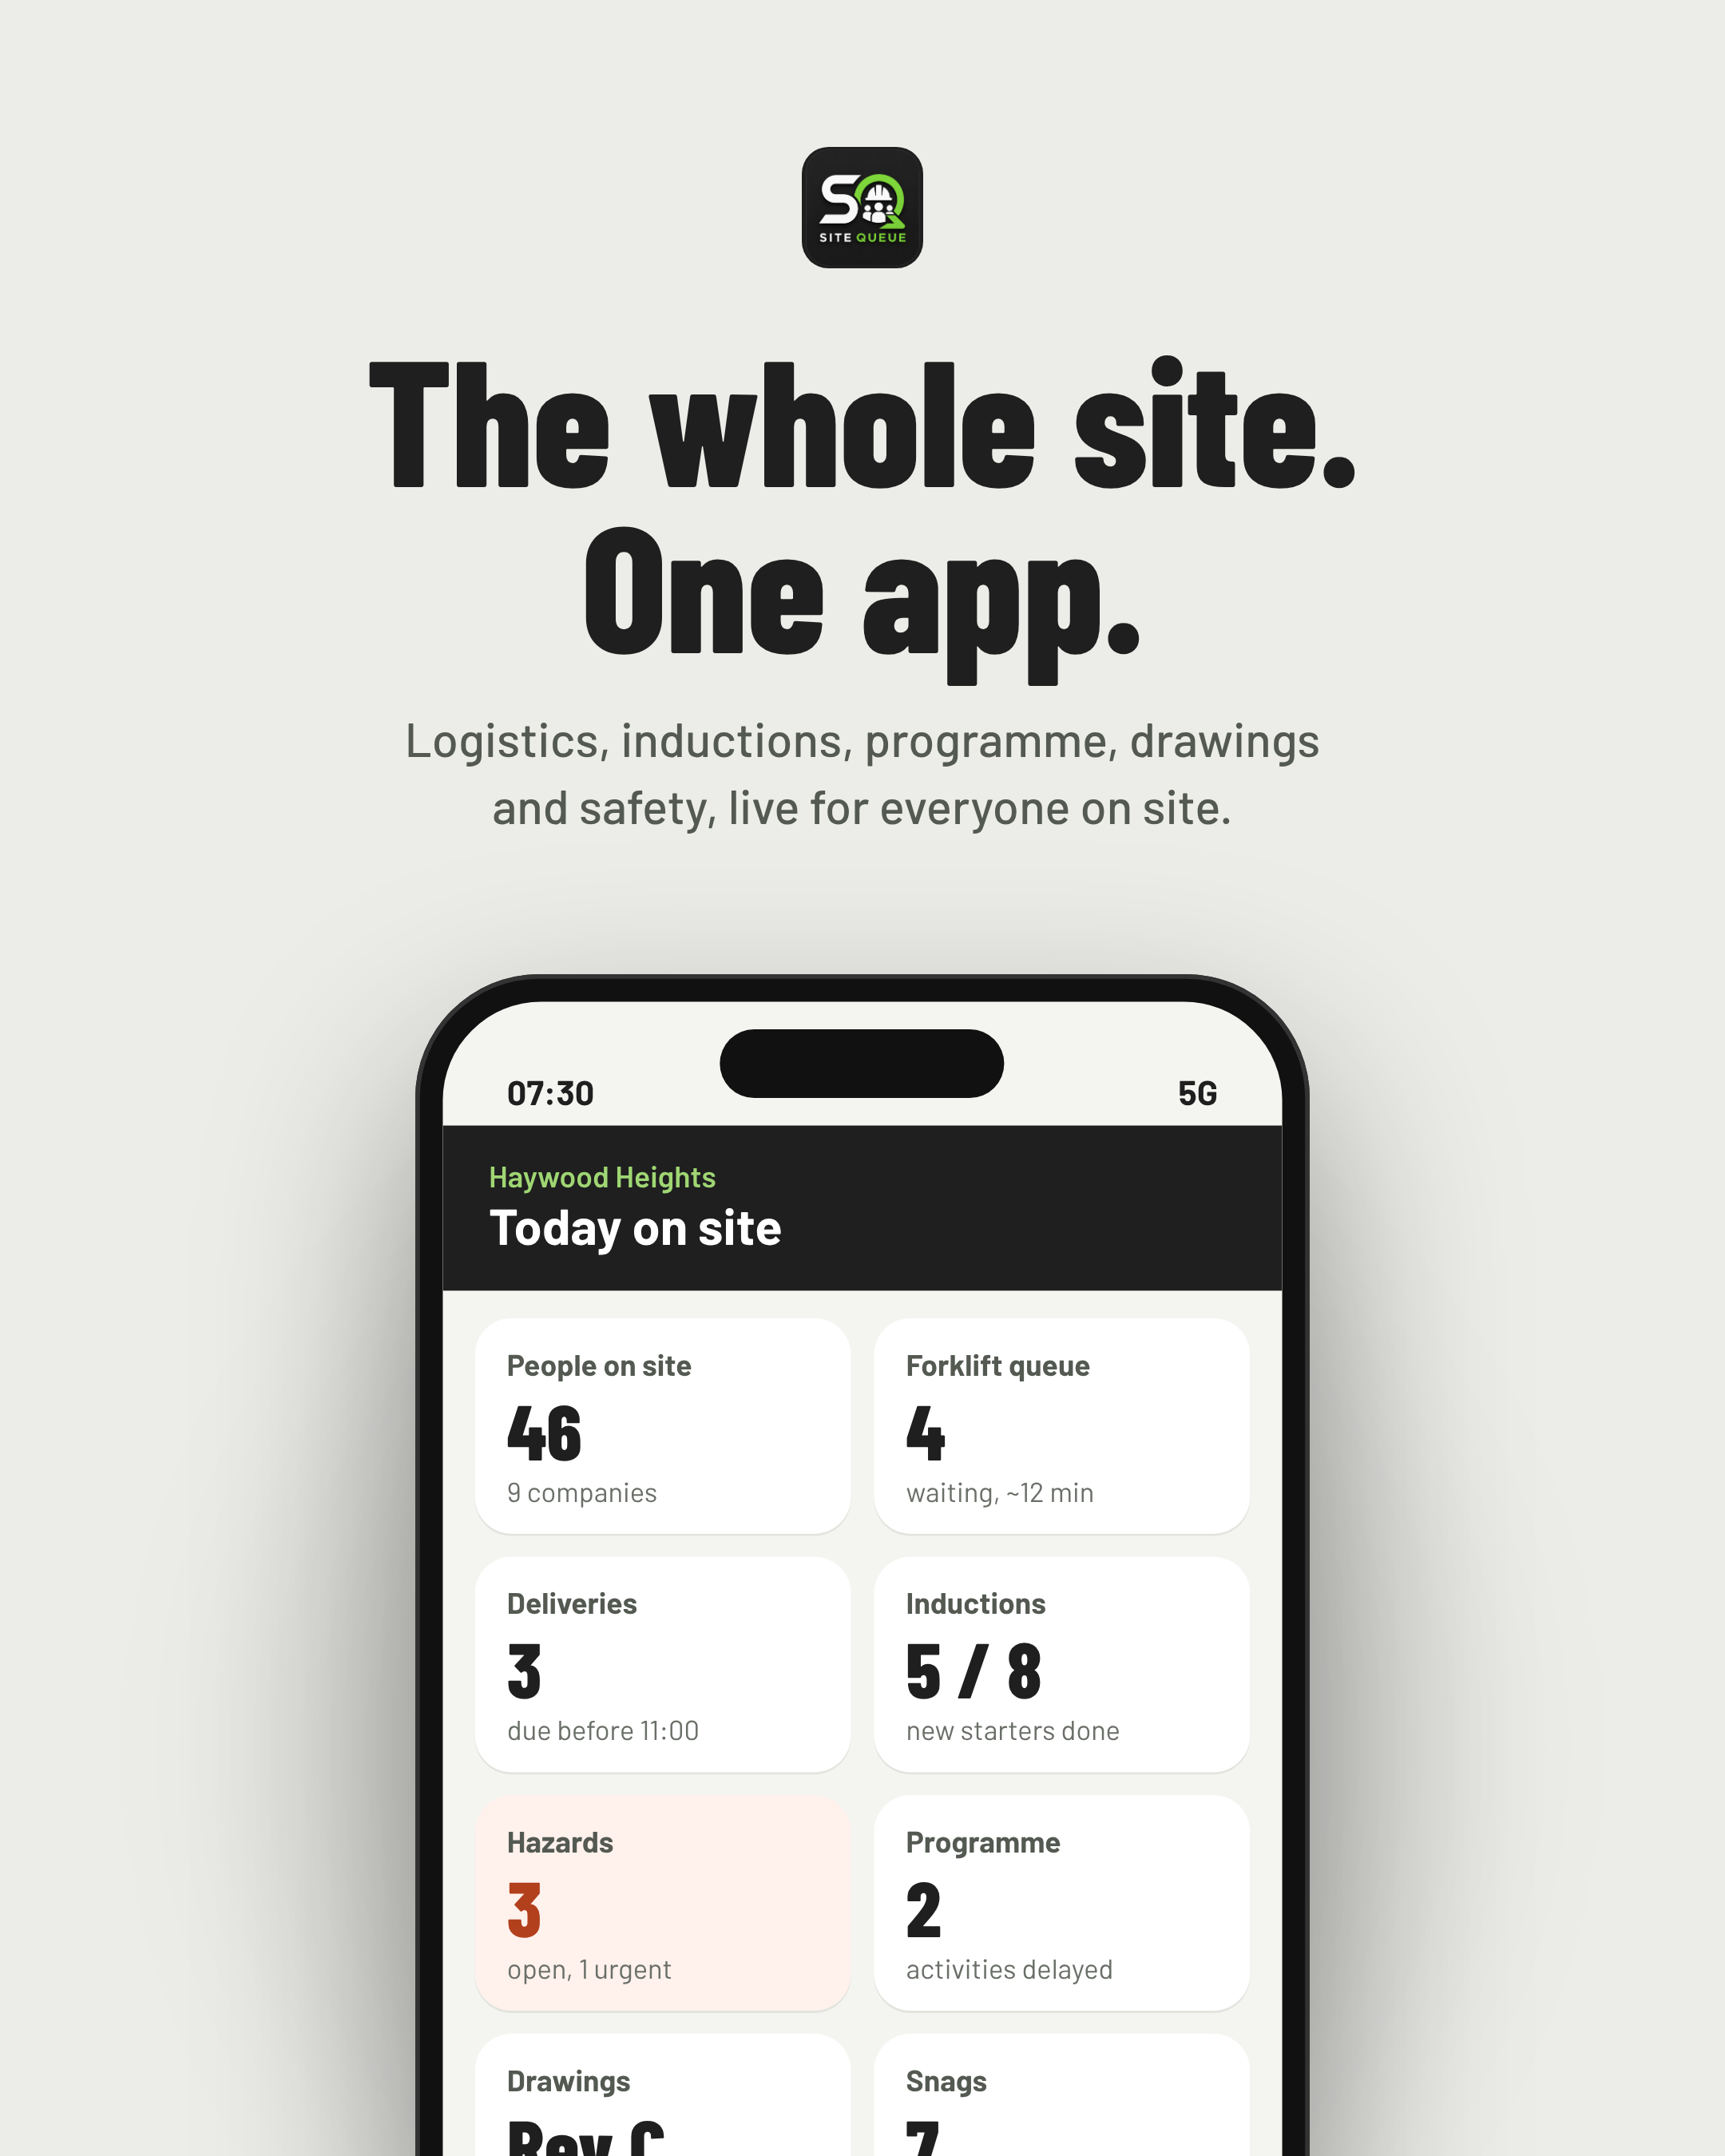 SQ
SITE QUEUE
The whole site.
One app.
Logistics, inductions, programme, drawings
and safety, live for everyone on site.
07:30
5G
Haywood Heights
Today on site
People on site
46
9 companies
Forklift queue
4
waiting, ~12 min
Deliveries
3
due before 11:00
Inductions
5 / 8
new starters done
Hazards
3
open, 1 urgent
Programme
2
activities delayed
Drawings
Rev C
Snags
7